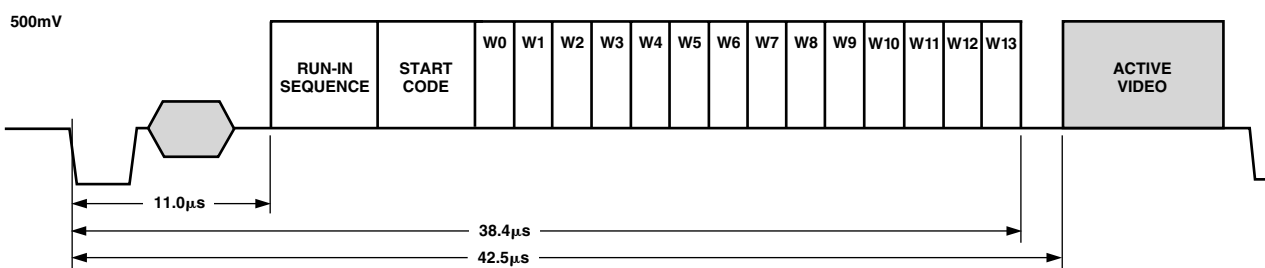 500mV
RUN-IN
SEQUENCE
START
CODE
W0 W1 W2 W3 W4 W5 W6 W7 W8 W9 W10 W11 W12 W13
ACTIVE
VIDEO
11.0μs
38.4μs
42.5μs